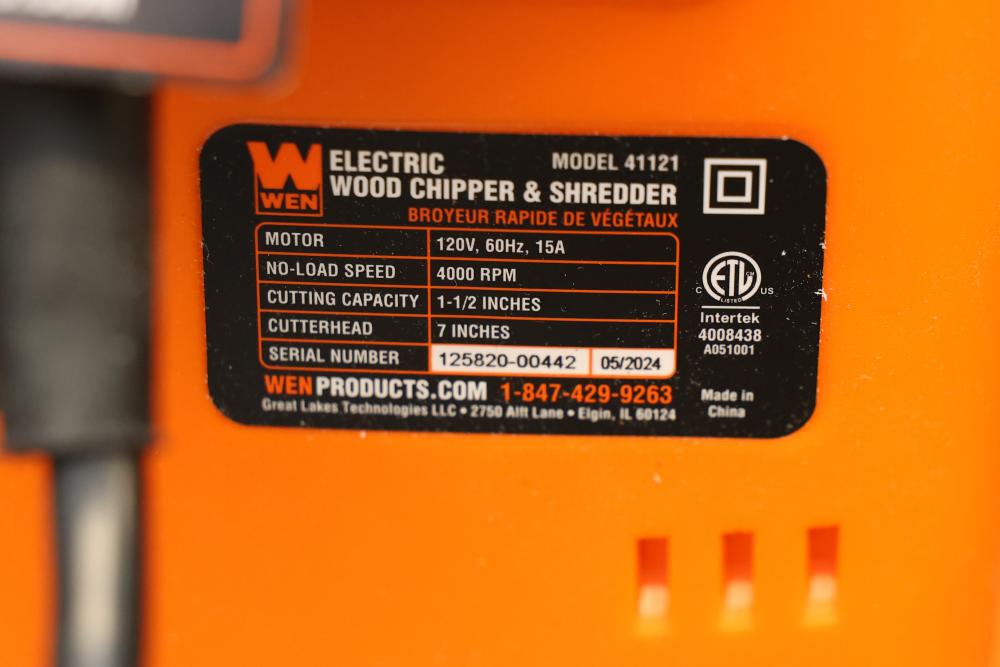 WEN
ELECTRIC
MODEL 41121
WOOD CHIPPER & SHREDDER
BROYEUR RAPIDE DE VÉGÉTAUX
MOTOR 120V, 60Hz, 15A
NO-LOAD SPEED 4000 RPM
CUTTING CAPACITY 1-1/2 INCHES
CUTTERHEAD 7 INCHES
SERIAL NUMBER 125820-00442 05/2024
WENPRODUCTS.COM 1-847-429-9263
Great Lakes Technologies LLC • 2750 Alft Lane • Elgin, IL 60124
ETL CM
LISTED
C US
Intertek
4008438
A051001
Made in
China